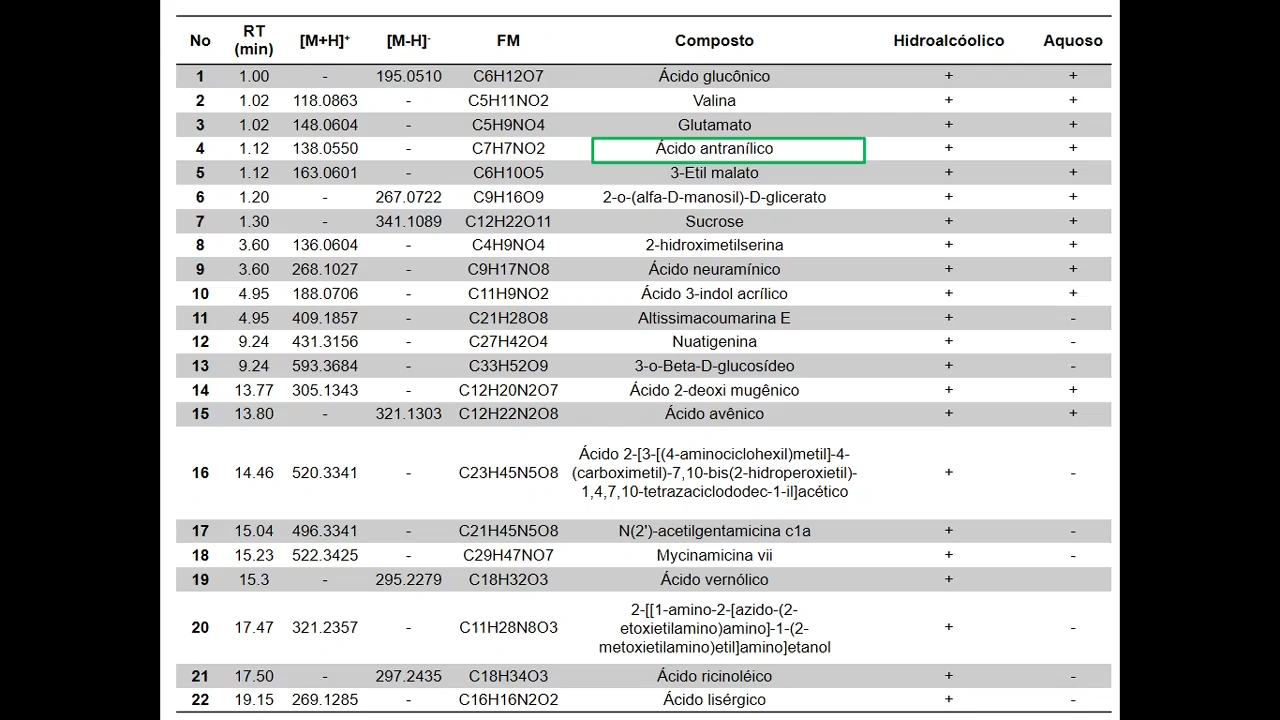 No RT (min) [M+H]+ [M-H]- FM Composto Hidroalcóolico Aquoso
1 1.00 - 195.0510 C6H12O7 Ácido glucônico + +
2 1.02 118.0863 - C5H11NO2 Valina + +
3 1.02 148.0604 - C5H9NO4 Glutamato + +
4 1.12 138.0550 - C7H7NO2 Ácido antranílico + +
5 1.12 163.0601 - C6H10O5 3-Etil malato + +
6 1.20 - 267.0722 C9H16O9 2-o-(alfa-D-manosil)-D-glicerato + +
7 1.30 - 341.1089 C12H22O11 Sucrose + +
8 3.60 136.0604 - C4H9NO4 2-hidroximetilserina + +
9 3.60 268.1027 - C9H17NO8 Ácido neuramínico + +
10 4.95 188.0706 - C11H9NO2 Ácido 3-indol acrílico + +
11 4.95 409.1857 - C21H28O8 Altissimacoumarina E + -
12 9.24 431.3156 - C27H42O4 Nuatigenina + -
13 9.24 593.3684 - C33H52O9 3-o-Beta-D-glucosídeo + -
14 13.77 305.1343 - C12H20N2O7 Ácido 2-deoxi mugênico + +
15 13.80 - 321.1303 C12H22N2O8 Ácido avênico + +
Ácido 2-[3-[(4-aminociclohexil)metil]-4-
16 14.46 520.3341 - C23H45N5O8 (carboximetil)-7,10-bis(2-hidroperoxietil)- + -
1,4,7,10-tetrazaciclododec-1-il]acético
17 15.04 496.3341 - C21H45N5O8 N(2')-acetilgentamicina c1a + -
18 15.23 522.3425 - C29H47NO7 Mycinamicina vii + -
19 15.3 - 295.2279 C18H32O3 Ácido vernólico + -
2-[[1-amino-2-[azido-(2-
20 17.47 321.2357 - C11H28N8O3 etoxietilamino)amino]-1-(2- + -
metoxietilamino)etil]amino]etanol
21 17.50 - 297.2435 C18H34O3 Ácido ricinoléico + -
22 19.15 269.1285 - C16H16N2O2 Ácido lisérgico + -